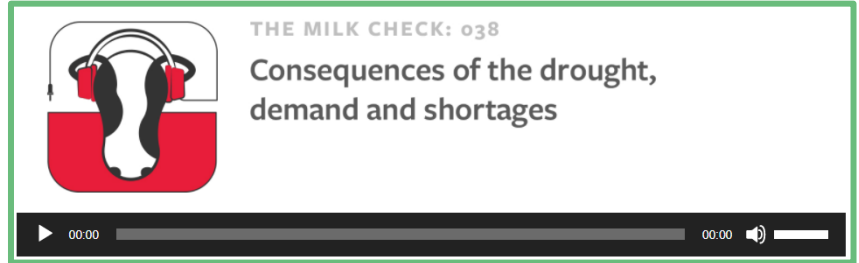 THE MILK CHECK: 038
Consequences of the drought,
demand and shortages
00:00 00:00